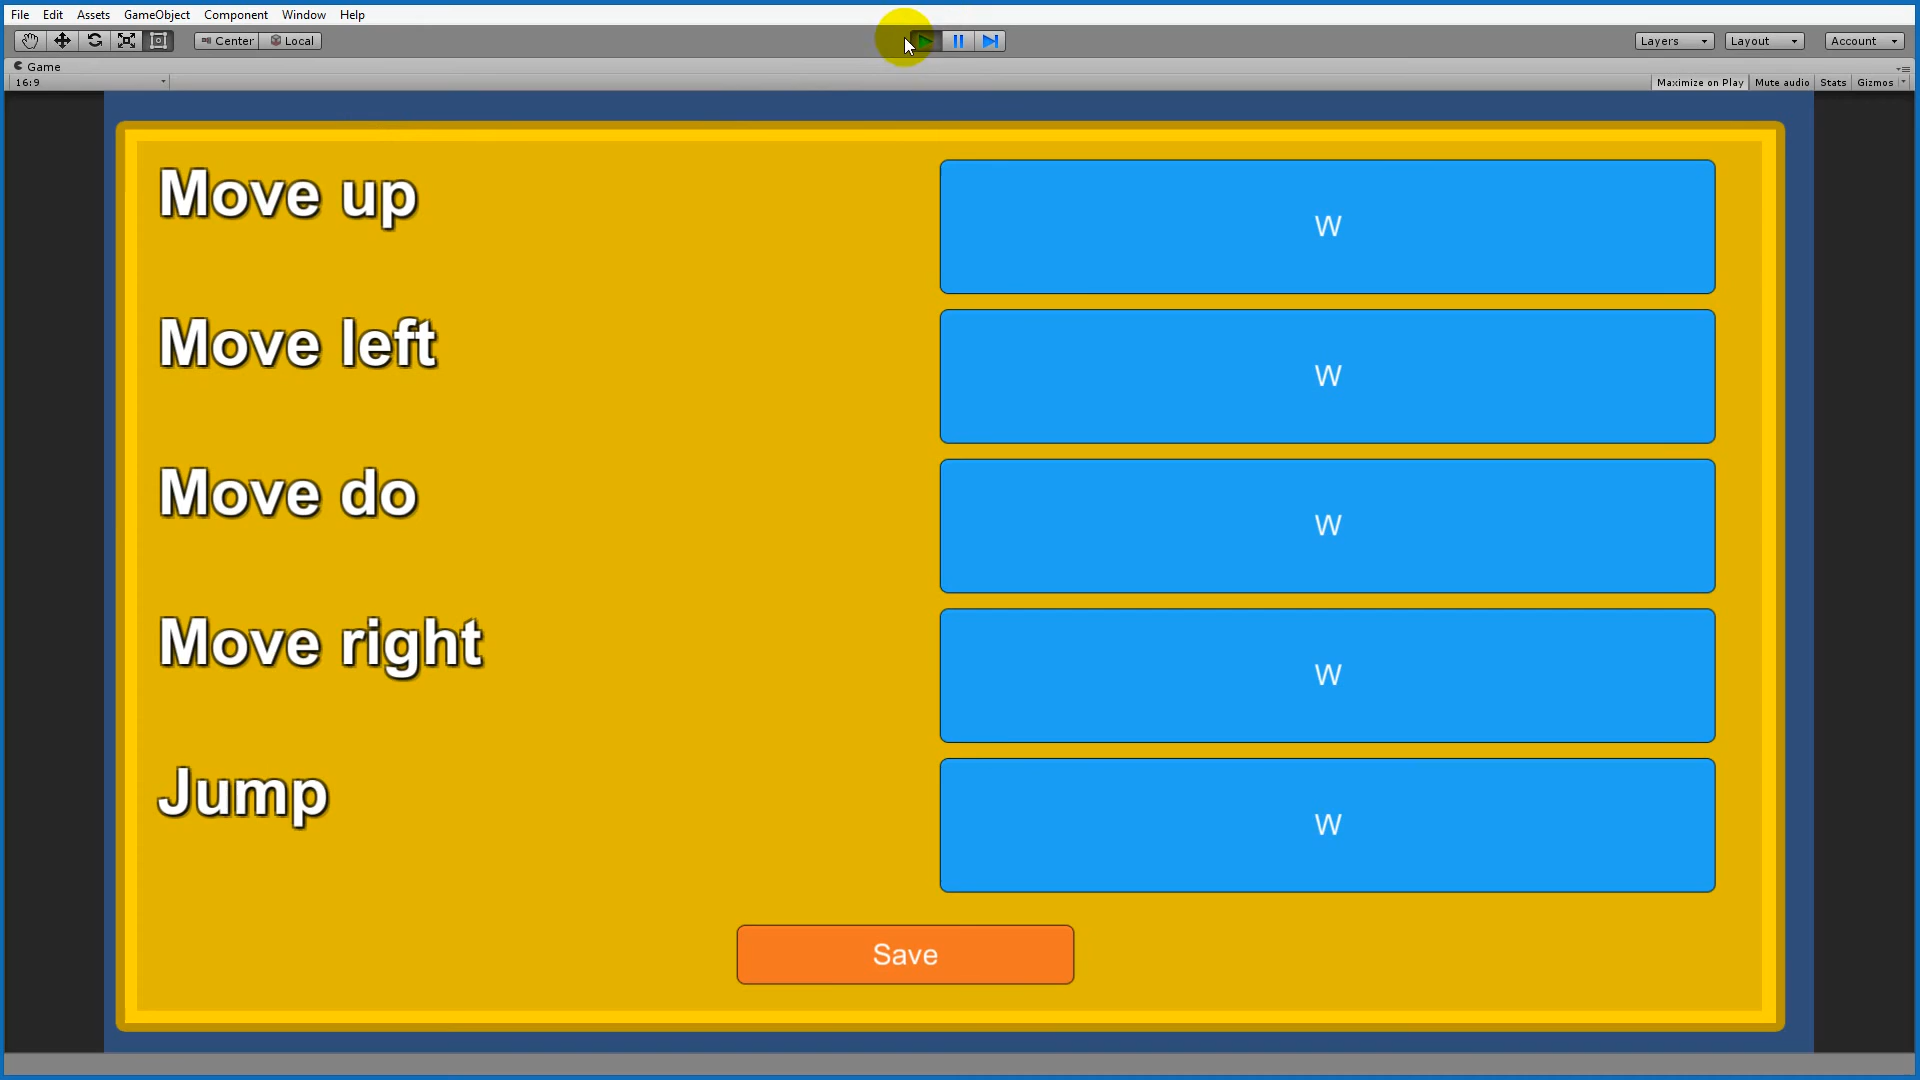 File Edit Assets GameObject Component Window Help
Center Local Layers Layout Account
Game
16:9 Maximize on Play Mute audio Stats Gizmos
Move up W
Move left W
Move do W
Move right W
Jump W
Save